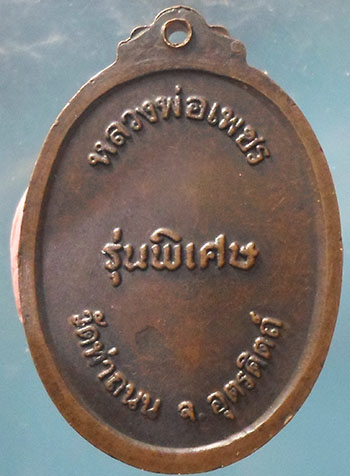 หลวงพ่อเพชร
รุ่นพิเศษ
วัดท่าถนน จ.อุตรดิตถ์